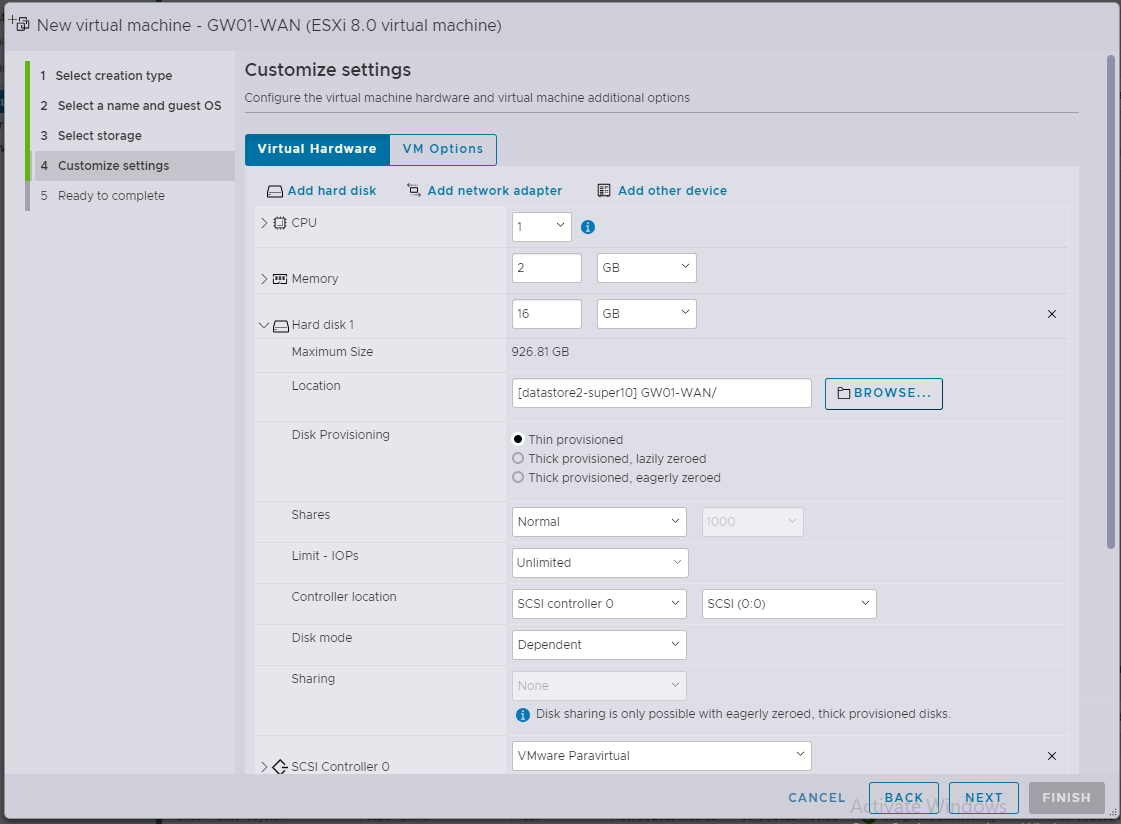 New virtual machine - GW01-WAN (ESXi 8.0 virtual machine)
1 Select creation type
2 Select a name and guest OS
3 Select storage
4 Customize settings
5 Ready to complete
Customize settings
Configure the virtual machine hardware and virtual machine additional options
Virtual Hardware VM Options
Add hard disk Add network adapter Add other device
CPU 1
Memory 2 GB
Hard disk 1 16 GB
Maximum Size 926.81 GB
Location [datastore2-super10] GW01-WAN/ BROWSE...
Disk Provisioning
Thin provisioned
Thick provisioned, lazily zeroed
Thick provisioned, eagerly zeroed
Shares Normal 1000
Limit - IOPs Unlimited
Controller location SCSI controller 0 SCSI (0:0)
Disk mode Dependent
Sharing None
Disk sharing is only possible with eagerly zeroed, thick provisioned disks.
SCSI Controller 0 VMware Paravirtual
CANCEL BACK NEXT FINISH
Activate Windows